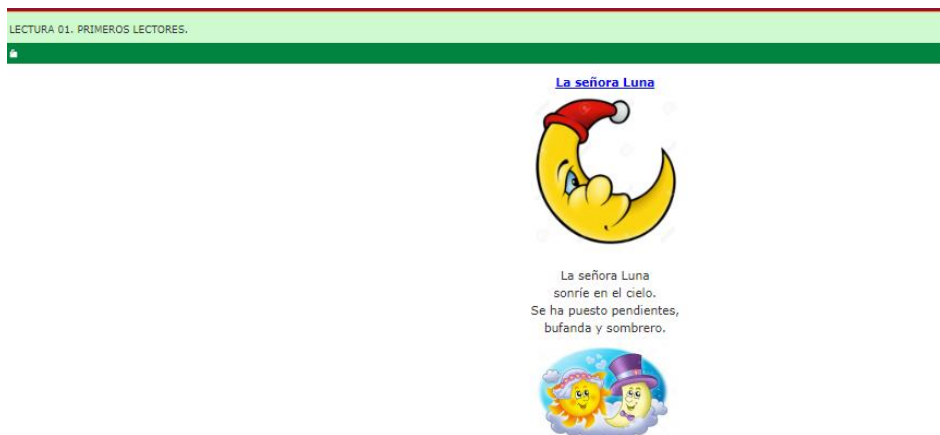 LECTURA 01. PRIMEROS LECTORES.
La señora Luna
La señora Luna
sonríe en el cielo.
Se ha puesto pendientes,
bufanda y sombrero.